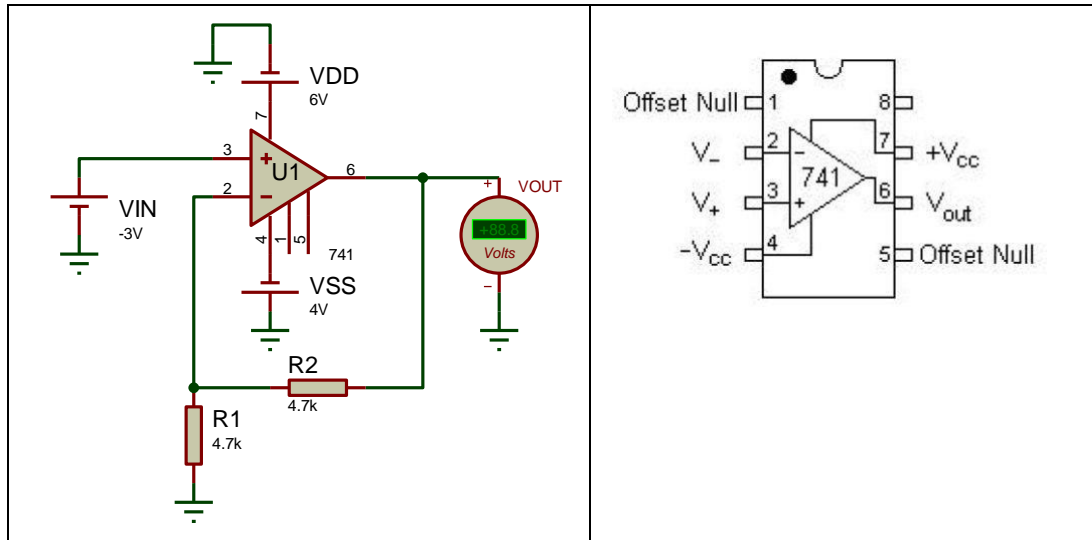 VDD
6V
7
3
+
U1
6
2
−
VIN
-3V
4
1
5
741
VSS
4V
+
VOUT
+88.8
Volts
−
R2
4.7k
R1
4.7k
Offset Null 1 8
V− 2 − 7 +Vcc
741
V+ 3 + 6 Vout
−Vcc 4 5 Offset Null